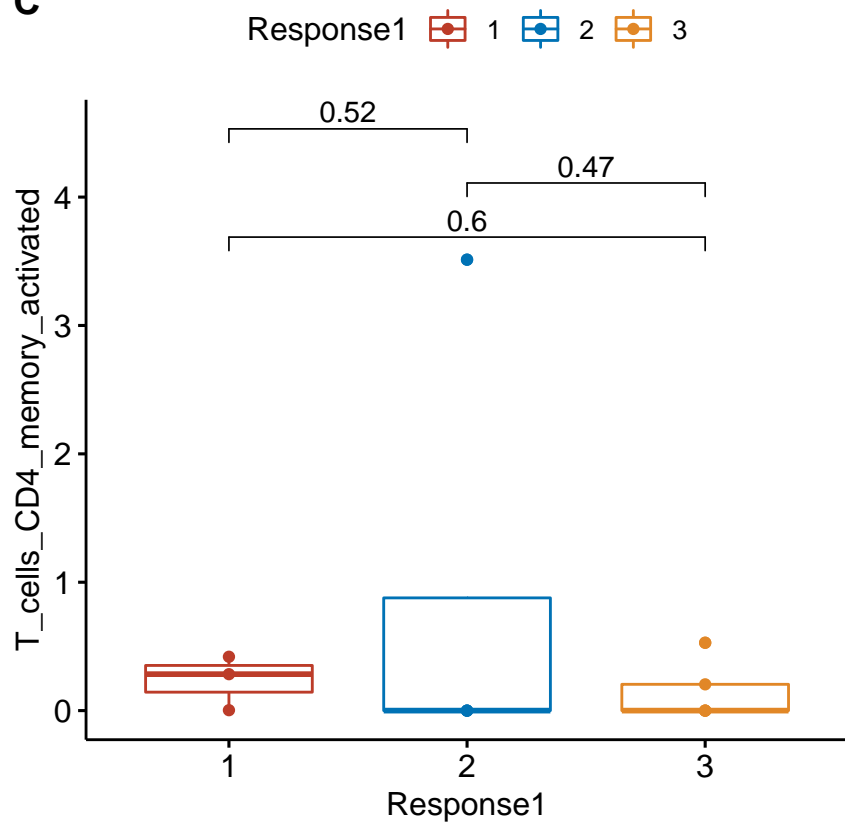 C
Response1 1 2 3
0.52
0.47
0.6
4
3
2
1
0
T_cells_CD4_memory_activated
1 2 3
Response1